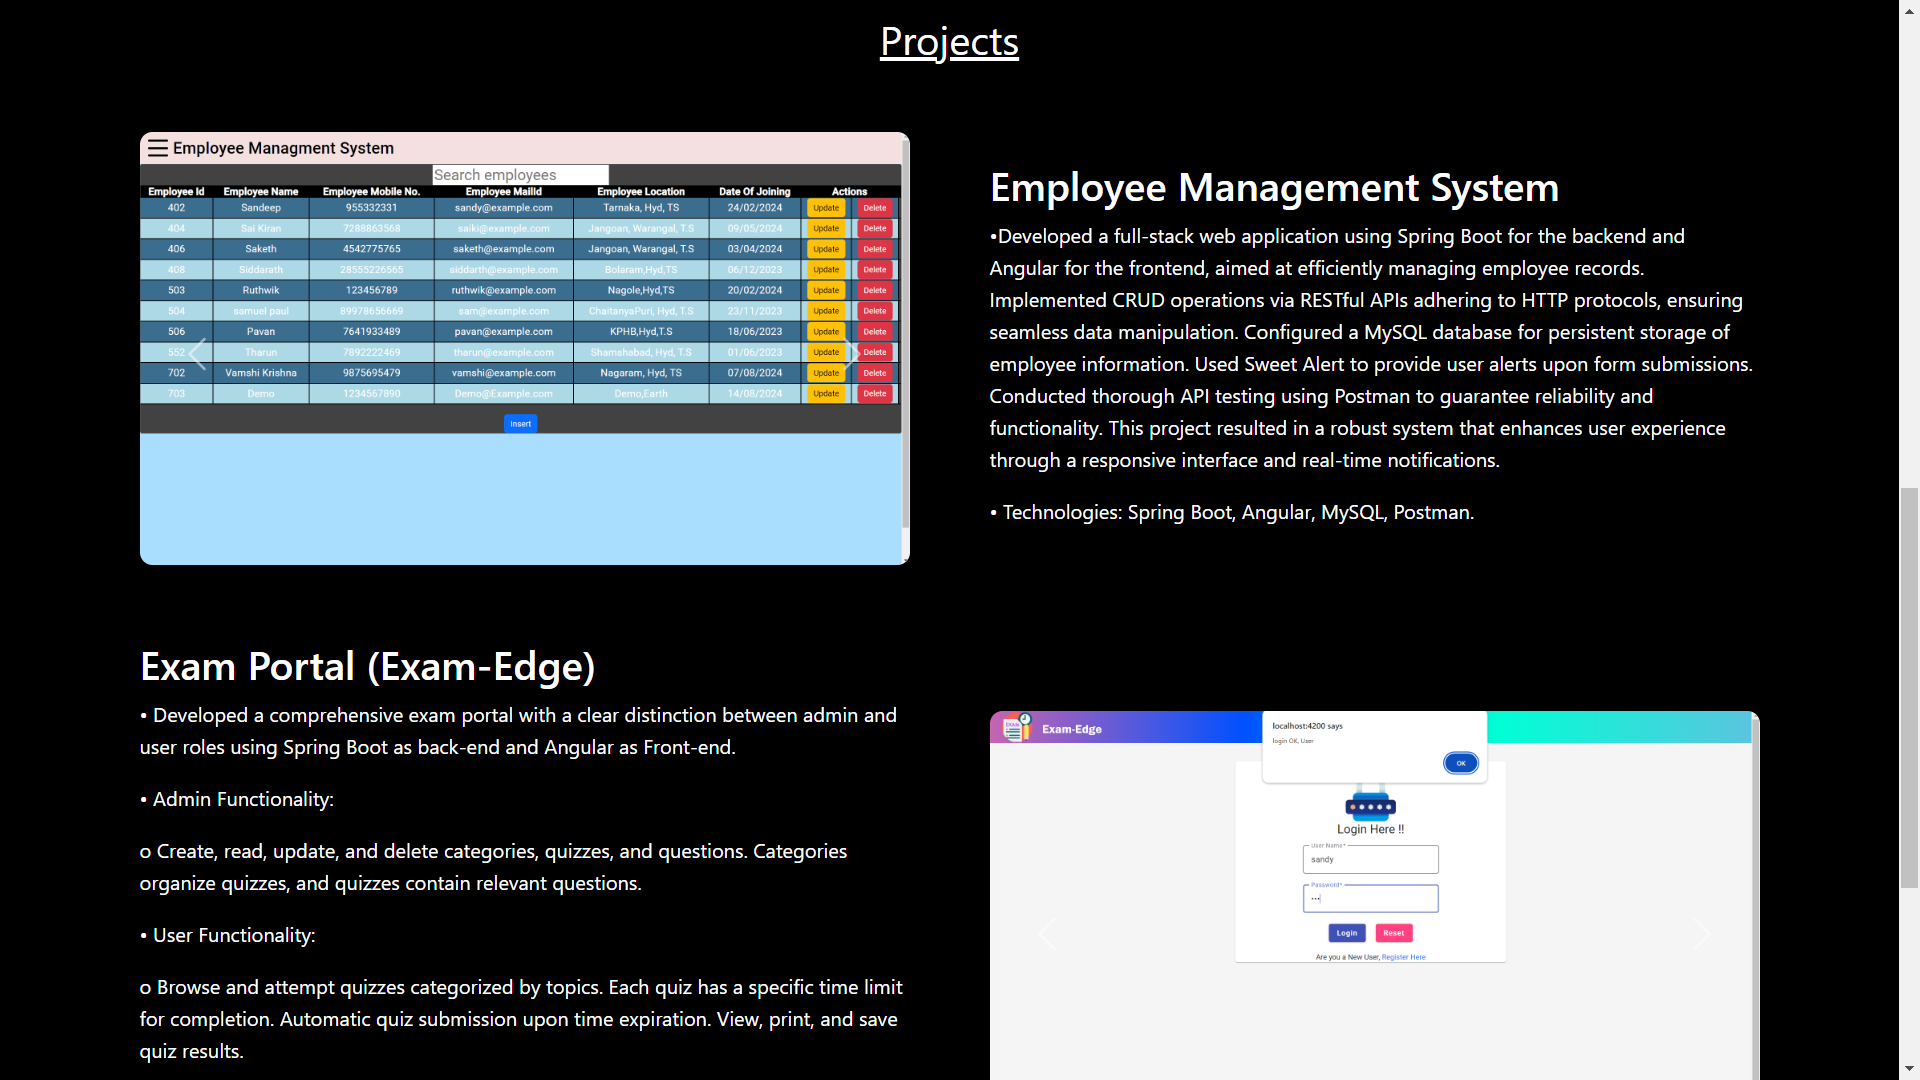 Projects
Employee Managment System
Search employees
Employee Id Employee Name Employee Mobile No. Employee MailId Employee Location Date Of Joining Actions
402 Sandeep 955332331 sandy@example.com Tarnaka, Hyd, TS 24/02/2024 Update Delete
404 Sai Kiran 7288863568 saiki@example.com Jangoan, Warangal, T.S 09/05/2024 Update Delete
406 Saketh 4542775765 saketh@example.com Jangoan, Warangal, T.S 03/04/2024 Update Delete
408 Siddarath 28555226565 siddarth@example.com Bolaram,Hyd,TS 06/12/2023 Update Delete
503 Ruthwik 123456789 ruthwik@example.com Nagole,Hyd,TS 20/02/2024 Update Delete
504 samuel paul 89978656669 sam@example.com ChaitanyaPuri, Hyd, T.S 23/11/2023 Update Delete
506 Pavan 7641933489 pavan@example.com KPHB,Hyd,T.S 18/06/2023 Update Delete
552 Tharun 7892222469 tharun@example.com Shamshabad, Hyd, T.S 01/06/2023 Update Delete
702 Vamshi Krishna 9875695479 vamshi@example.com Nagaram, Hyd, TS 07/08/2024 Update Delete
703 Demo 1234567890 Demo@Example.com Demo,Earth 14/08/2024 Update Delete
Insert
Employee Management System
•Developed a full-stack web application using Spring Boot for the backend and
Angular for the frontend, aimed at efficiently managing employee records.
Implemented CRUD operations via RESTful APIs adhering to HTTP protocols, ensuring
seamless data manipulation. Configured a MySQL database for persistent storage of
employee information. Used Sweet Alert to provide user alerts upon form submissions.
Conducted thorough API testing using Postman to guarantee reliability and
functionality. This project resulted in a robust system that enhances user experience
through a responsive interface and real-time notifications.
• Technologies: Spring Boot, Angular, MySQL, Postman.
Exam Portal (Exam-Edge)
• Developed a comprehensive exam portal with a clear distinction between admin and
user roles using Spring Boot as back-end and Angular as Front-end.
• Admin Functionality:
o Create, read, update, and delete categories, quizzes, and questions. Categories
organize quizzes, and quizzes contain relevant questions.
• User Functionality:
o Browse and attempt quizzes categorized by topics. Each quiz has a specific time limit
for completion. Automatic quiz submission upon time expiration. View, print, and save
quiz results.
EXAM
Exam-Edge
localhost:4200 says
login OK, User
OK
Login Here !!
User Name*
sandy
Password*
Login Reset
Are you a New User, Register Here